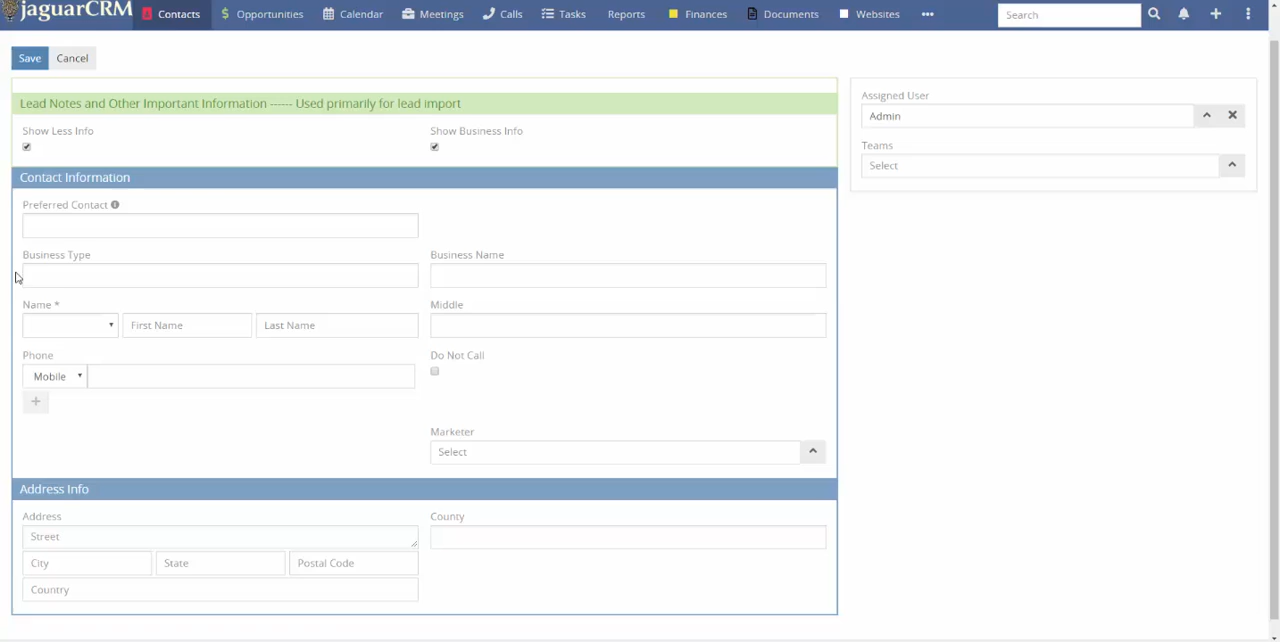 jaguarCRM Contacts $ Opportunities Calendar Meetings Calls Tasks Reports Finances Documents Websites ••• Search
Save Cancel
Lead Notes and Other Important Information ------ Used primarily for lead import
Show Less Info Show Business Info
Contact Information
Preferred Contact
Business Type Business Name
Name * Middle
First Name Last Name
Phone Do Not Call
Mobile
+
Marketer
Select
Address Info
Address County
Street
City State Postal Code
Country
Assigned User
Admin
Teams
Select